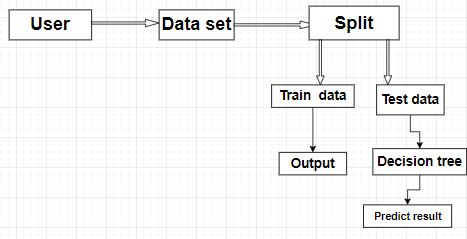 User
Data set
Split
Train data
Test data
Output
Decision tree
Predict result